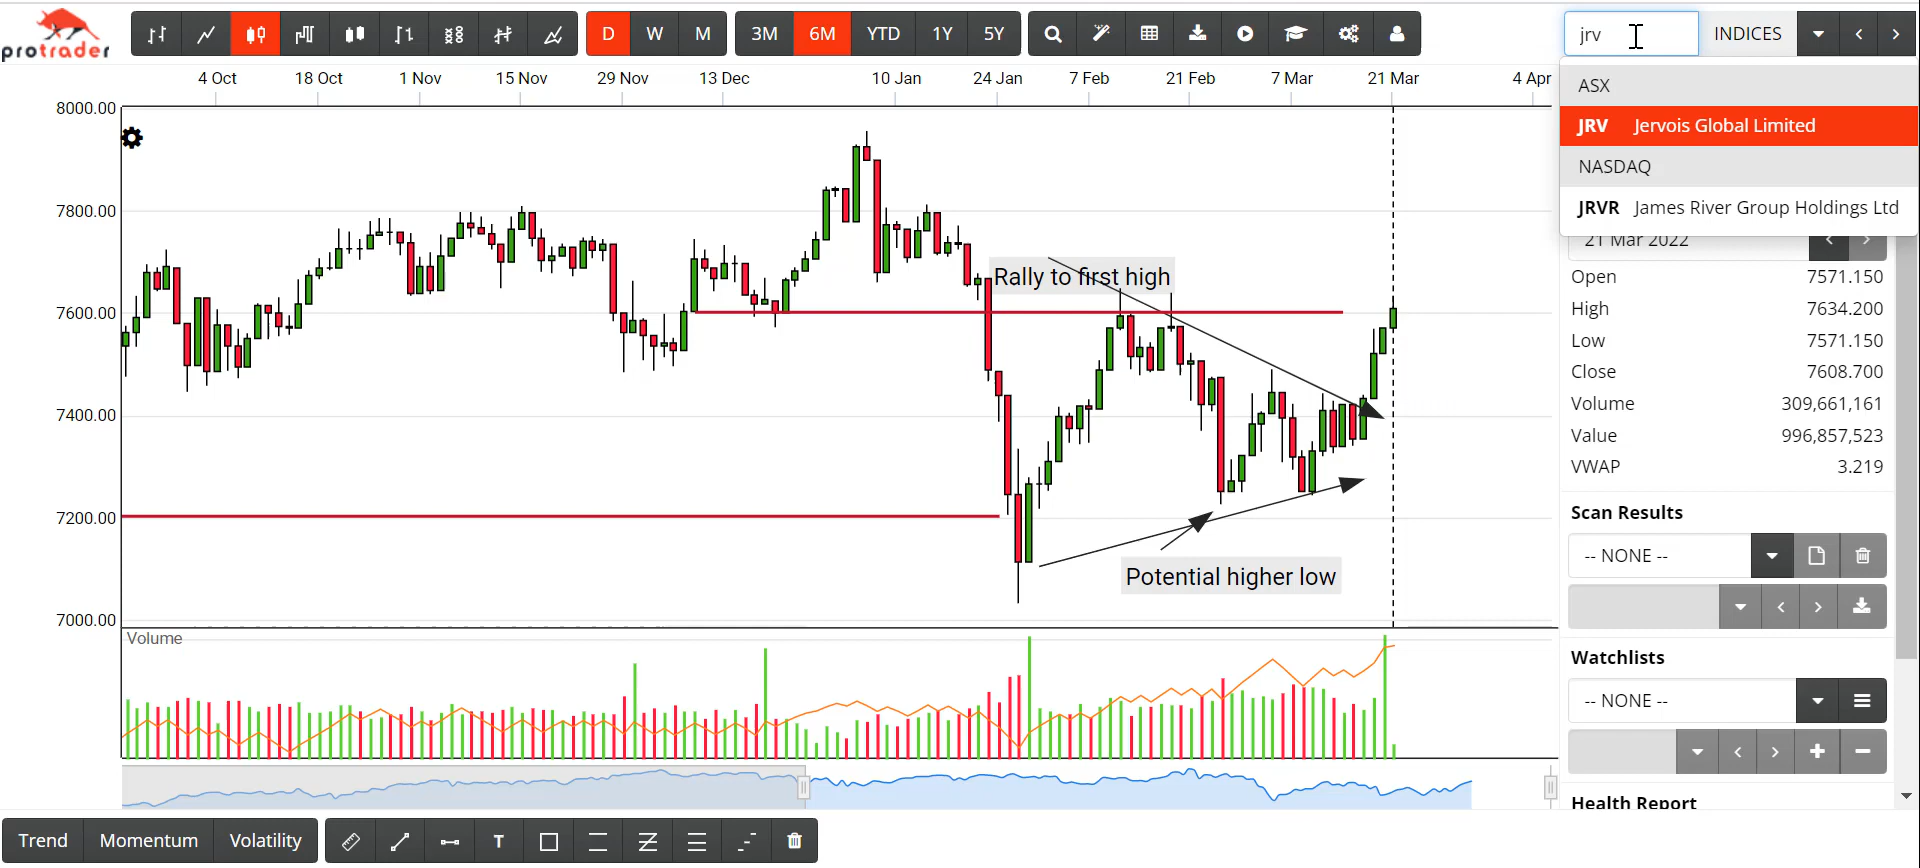 protrader
D
W
M
3M
6M
YTD
1Y
5Y
jrv
INDICES
4 Oct
18 Oct
1 Nov
15 Nov
29 Nov
13 Dec
10 Jan
24 Jan
7 Feb
21 Feb
7 Mar
21 Mar
4 Apr
8000.00
7800.00
7600.00
7400.00
7200.00
7000.00
Rally to first high
Potential higher low
Volume
ASX
JRV Jervois Global Limited
NASDAQ
JRVR James River Group Holdings Ltd
21 Mar 2022
Open 7571.150
High 7634.200
Low 7571.150
Close 7608.700
Volume 309,661,161
Value 996,857,523
VWAP 3.219
Scan Results
-- NONE --
Watchlists
-- NONE --
Health Report
Trend
Momentum
Volatility
T